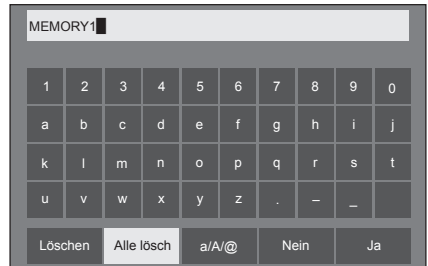 MEMORY1
1 2 3 4 5 6 7 8 9 0
a b c d e f g h i j
k l m n o p q r s t
u v w x y z . – _
Löschen Alle lösch a/A/@ Nein Ja